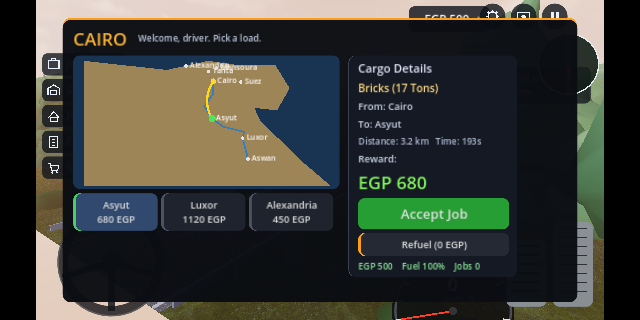 EGP 500
CAIRO
Welcome, driver. Pick a load.
Tanta
Cairo
Suez
Asyut
Luxor
Aswan
Asyut
680 EGP
Luxor
1120 EGP
Alexandria
450 EGP
Cargo Details
Bricks (17 Tons)
From: Cairo
To: Asyut
Distance: 3.2 km Time: 193s
Reward:
EGP 680
Accept Job
Refuel (0 EGP)
EGP 500 Fuel 100% Jobs 0
0